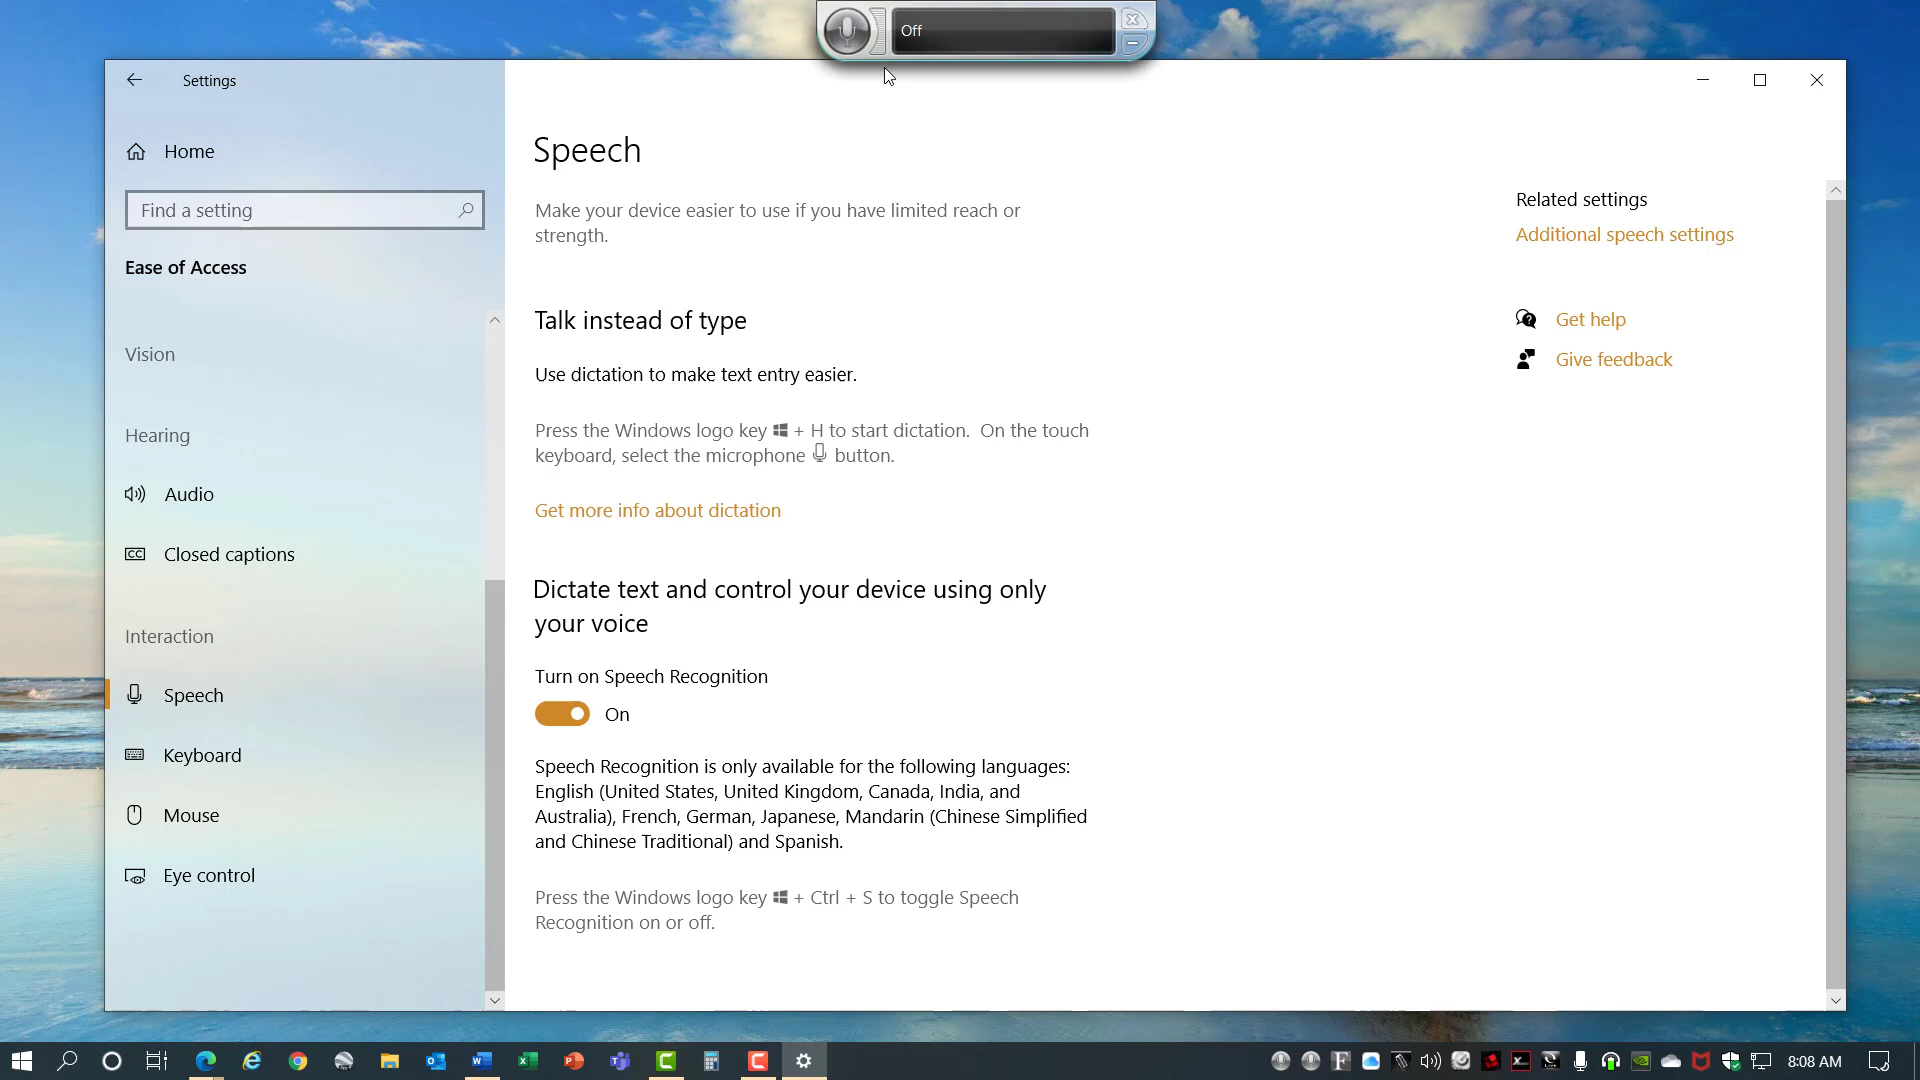 Off
Settings
Home
Find a setting
Ease of Access
Vision
Hearing
Audio
CC Closed captions
Interaction
Speech
Keyboard
Mouse
Eye control
Speech
Make your device easier to use if you have limited reach or
strength.
Talk instead of type
Use dictation to make text entry easier.
Press the Windows logo key + H to start dictation. On the touch
keyboard, select the microphone button.
Get more info about dictation
Dictate text and control your device using only
your voice
Turn on Speech Recognition
On
Speech Recognition is only available for the following languages:
English (United States, United Kingdom, Canada, India, and
Australia), French, German, Japanese, Mandarin (Chinese Simplified
and Chinese Traditional) and Spanish.
Press the Windows logo key + Ctrl + S to toggle Speech
Recognition on or off.
Related settings
Additional speech settings
Get help
Give feedback
8:08 AM